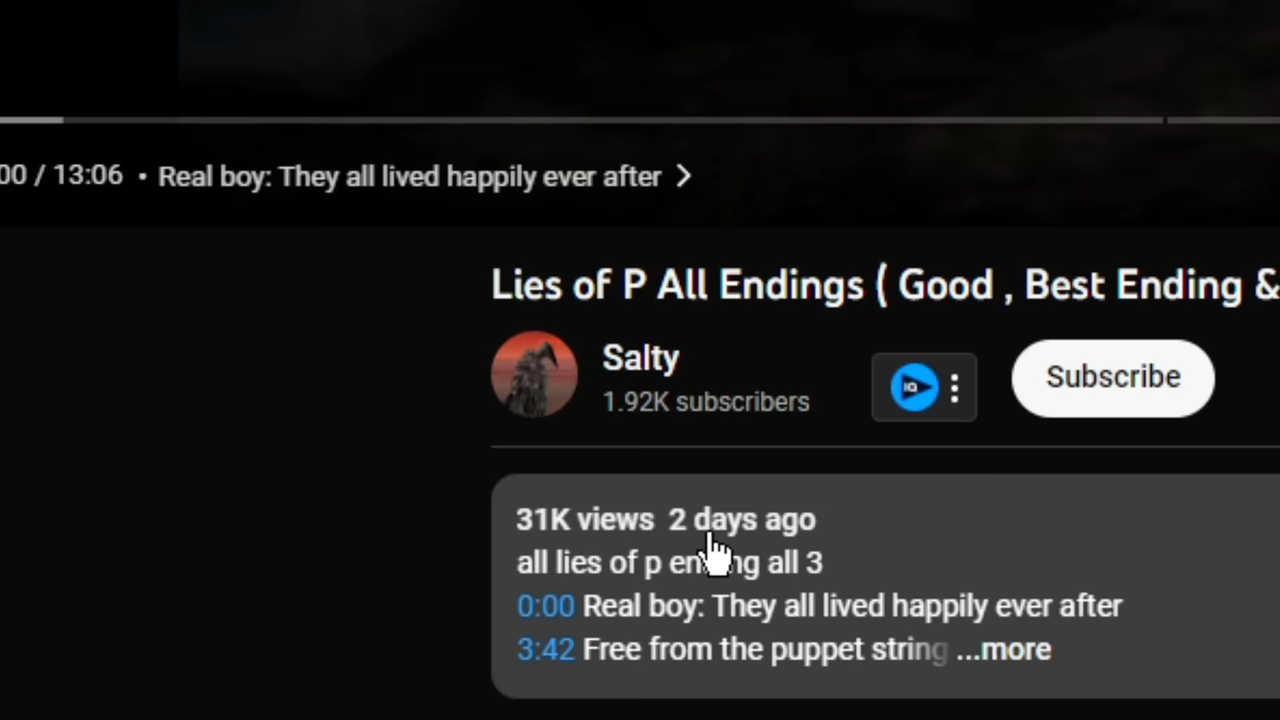 00 / 13:06 • Real boy: They all lived happily ever after >
Lies of P All Endings ( Good , Best Ending &
Salty
1.92K subscribers
IQ
Subscribe
31K views 2 days ago
all lies of p ending all 3
0:00 Real boy: They all lived happily ever after
3:42 Free from the puppet string ...more